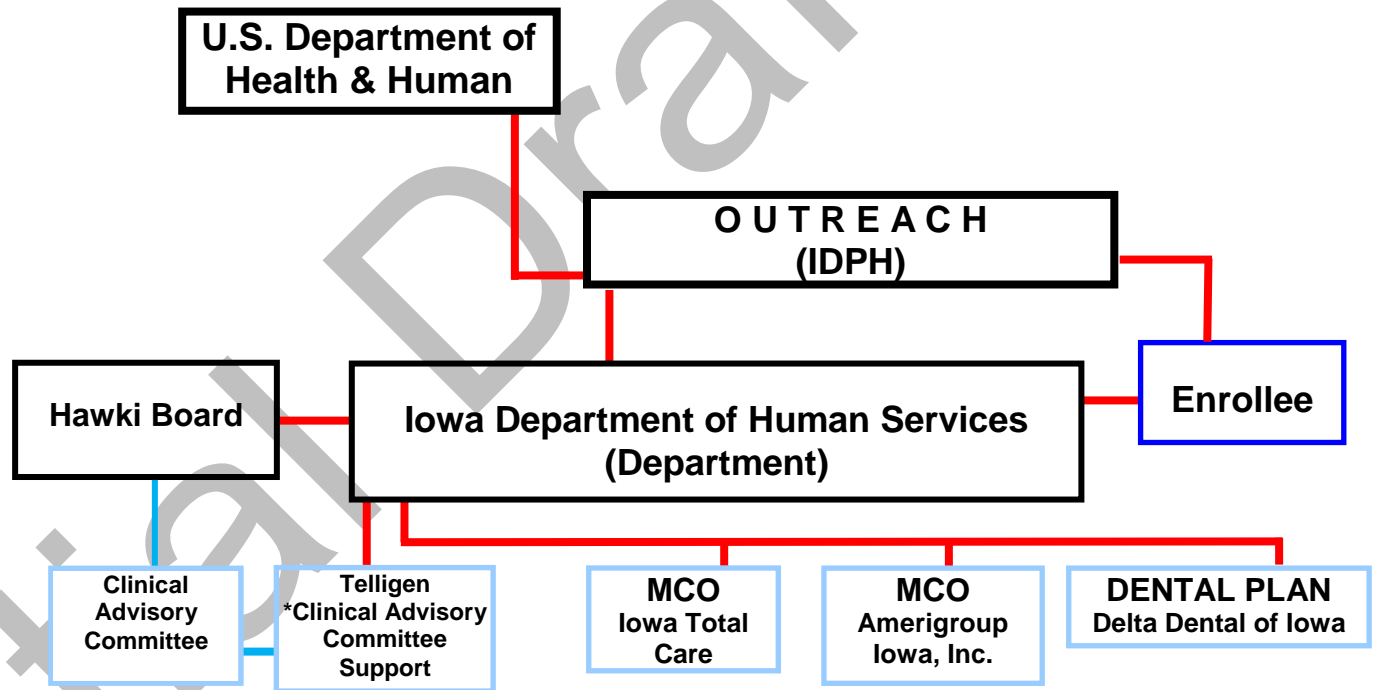 U.S. Department of
Health & Human
O U T R E A C H
(IDPH)
Hawki Board
Iowa Department of Human Services
(Department)
Enrollee
Clinical
Advisory
Committee
Telligen
*Clinical Advisory
Committee
Support
MCO
Iowa Total
Care
MCO
Amerigroup
Iowa, Inc.
DENTAL PLAN
Delta Dental of Iowa